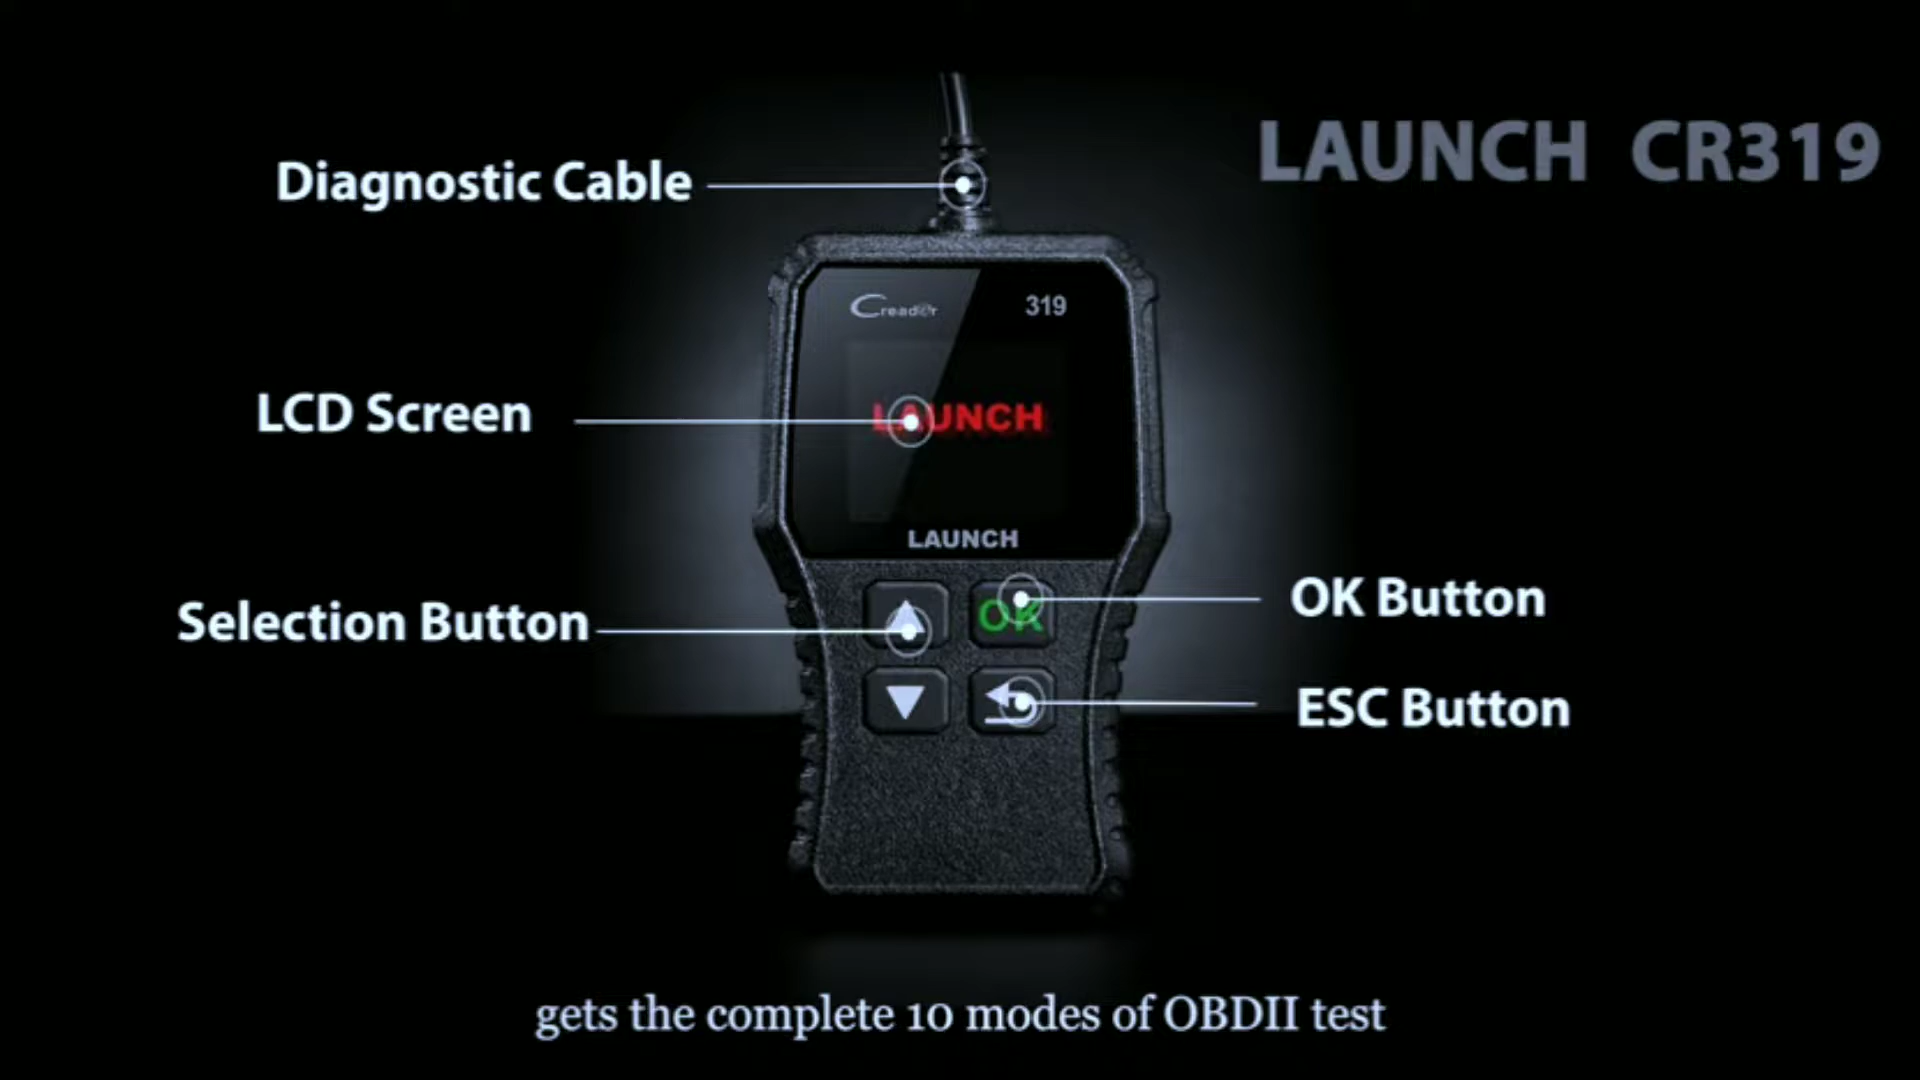 LAUNCH CR319
Diagnostic Cable
Creader 319
LCD Screen
LAUNCH
LAUNCH
Selection Button
OK
OK Button
ESC Button
gets the complete 10 modes of OBDII test